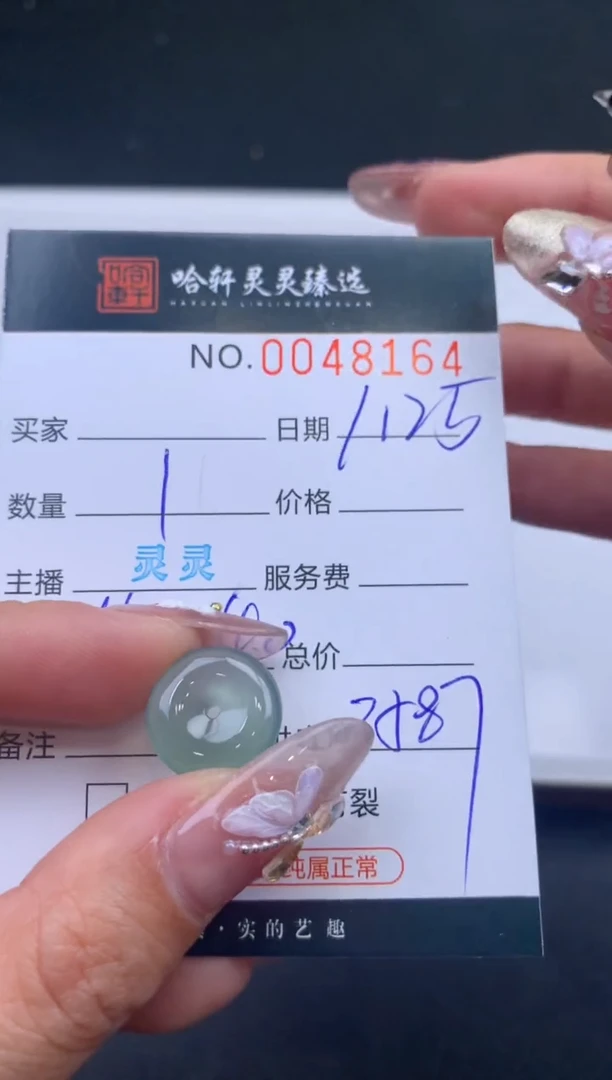 哈轩灵灵臻选
NO.0048164
买家 日期 1125
数量 1 价格
主播 灵灵 服务费
总价
备注
裂
纯属正常
·实的艺趣